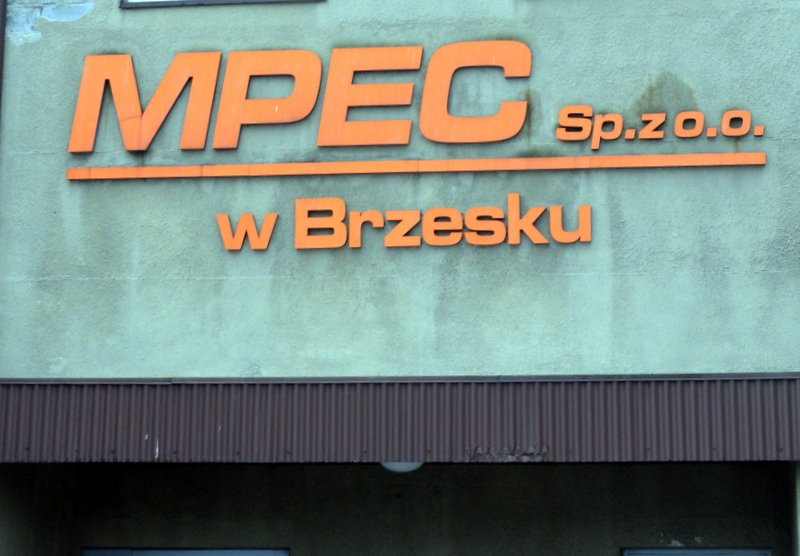 MPEC Sp.z o.o.
w Brzesku